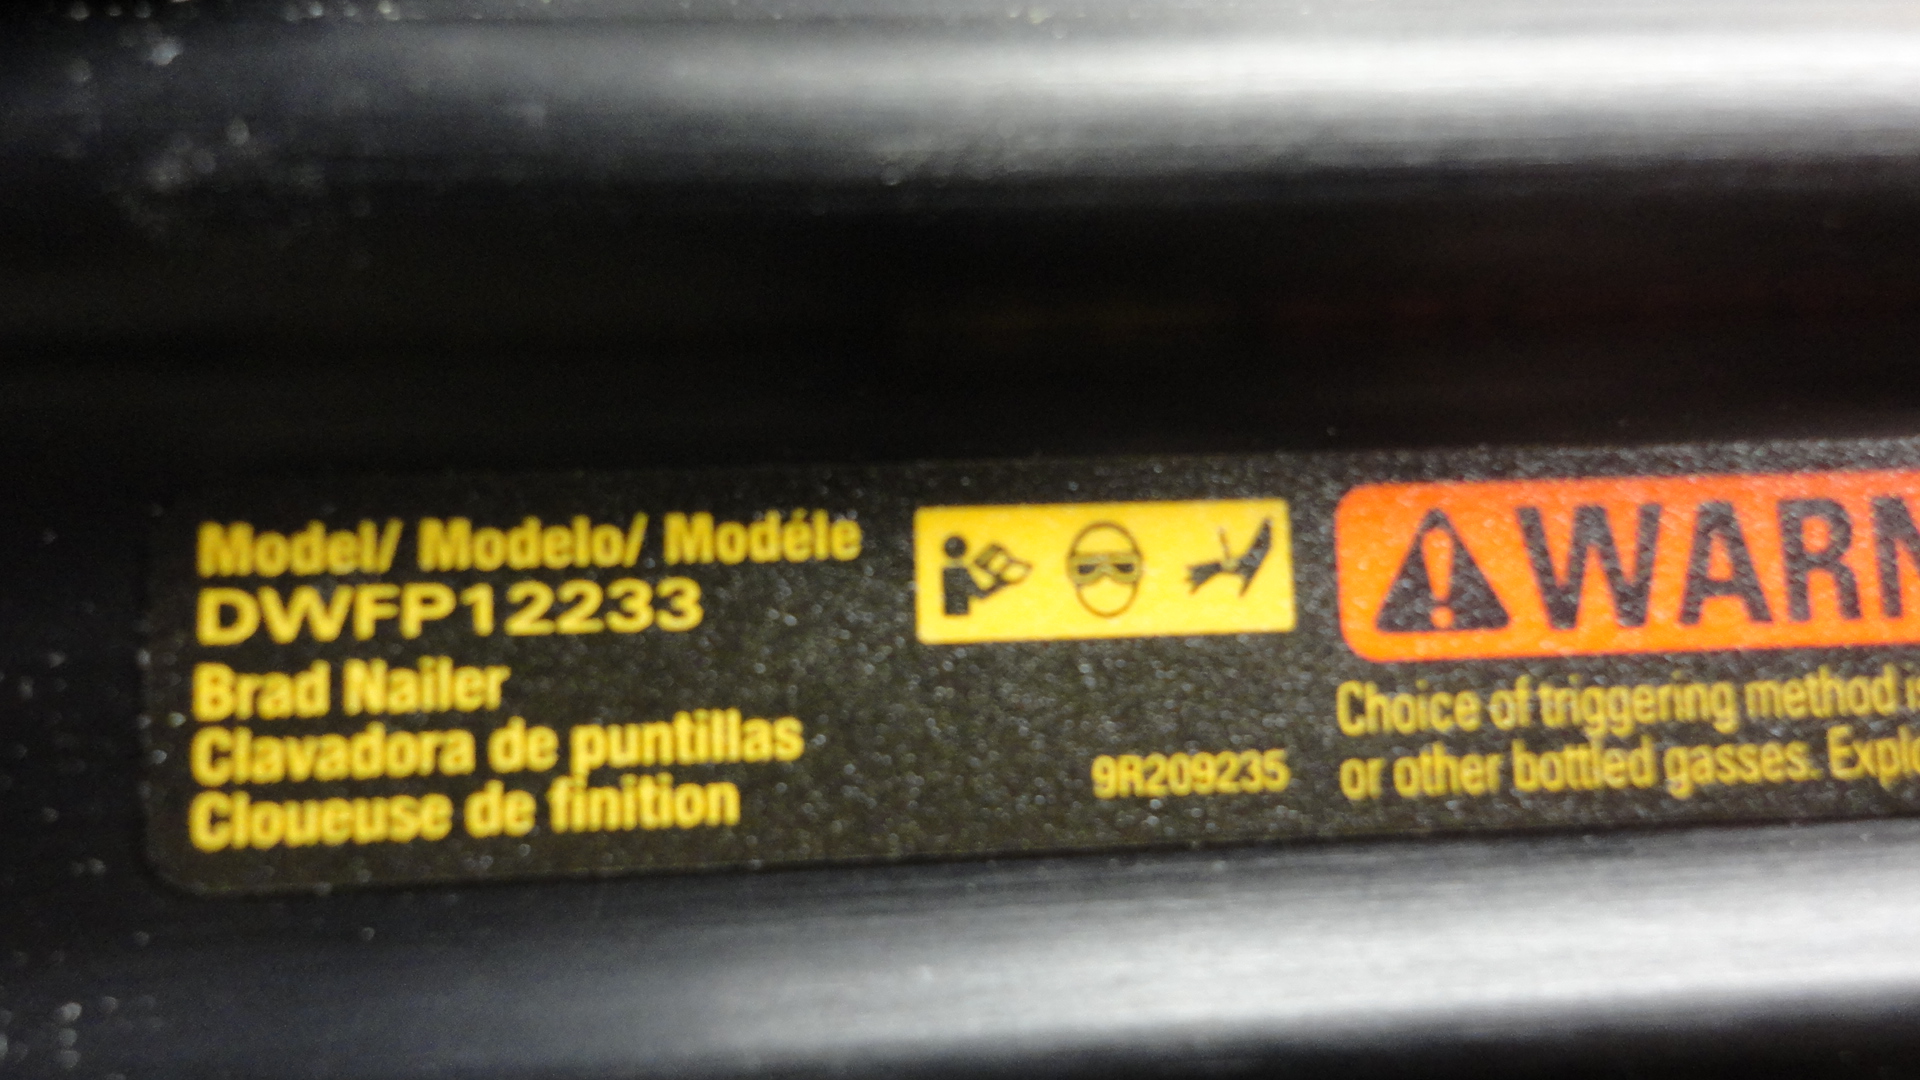 Model/ Modelo/ Modéle
DWFP12233
Brad Nailer
Clavadora de puntillas
Cloueuse de finition
9R209235
WARN
Choice of triggering method
or other bottled gasses. Explo